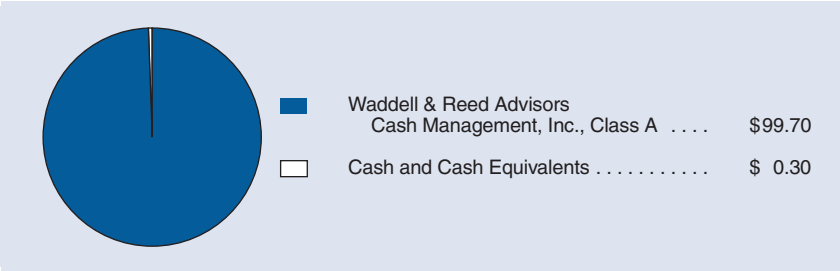 Waddell & Reed Advisors
Cash Management, Inc., Class A . . . . $99.70
Cash and Cash Equivalents . . . . . . . . . . . $ 0.30